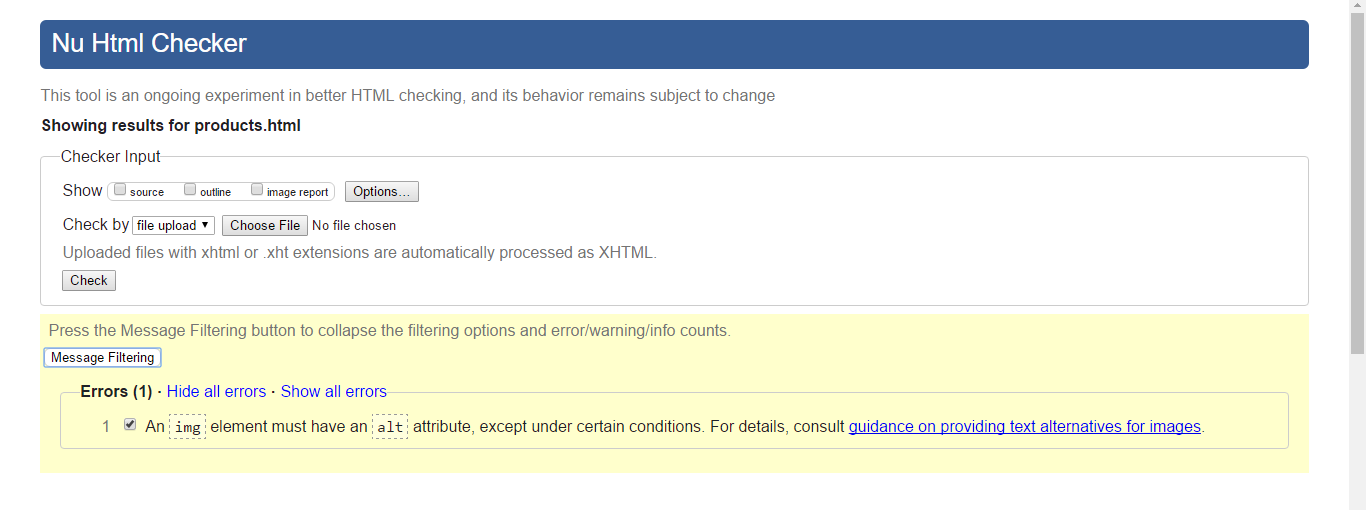 Nu Html Checker
This tool is an ongoing experiment in better HTML checking, and its behavior remains subject to change
Showing results for products.html
Checker Input
Show source outline image report Options...
Check by file upload Choose File No file chosen
Uploaded files with xhtml or .xht extensions are automatically processed as XHTML.
Check
Press the Message Filtering button to collapse the filtering options and error/warning/info counts.
Message Filtering
Errors (1) · Hide all errors · Show all errors
1 An img element must have an alt attribute, except under certain conditions. For details, consult guidance on providing text alternatives for images.